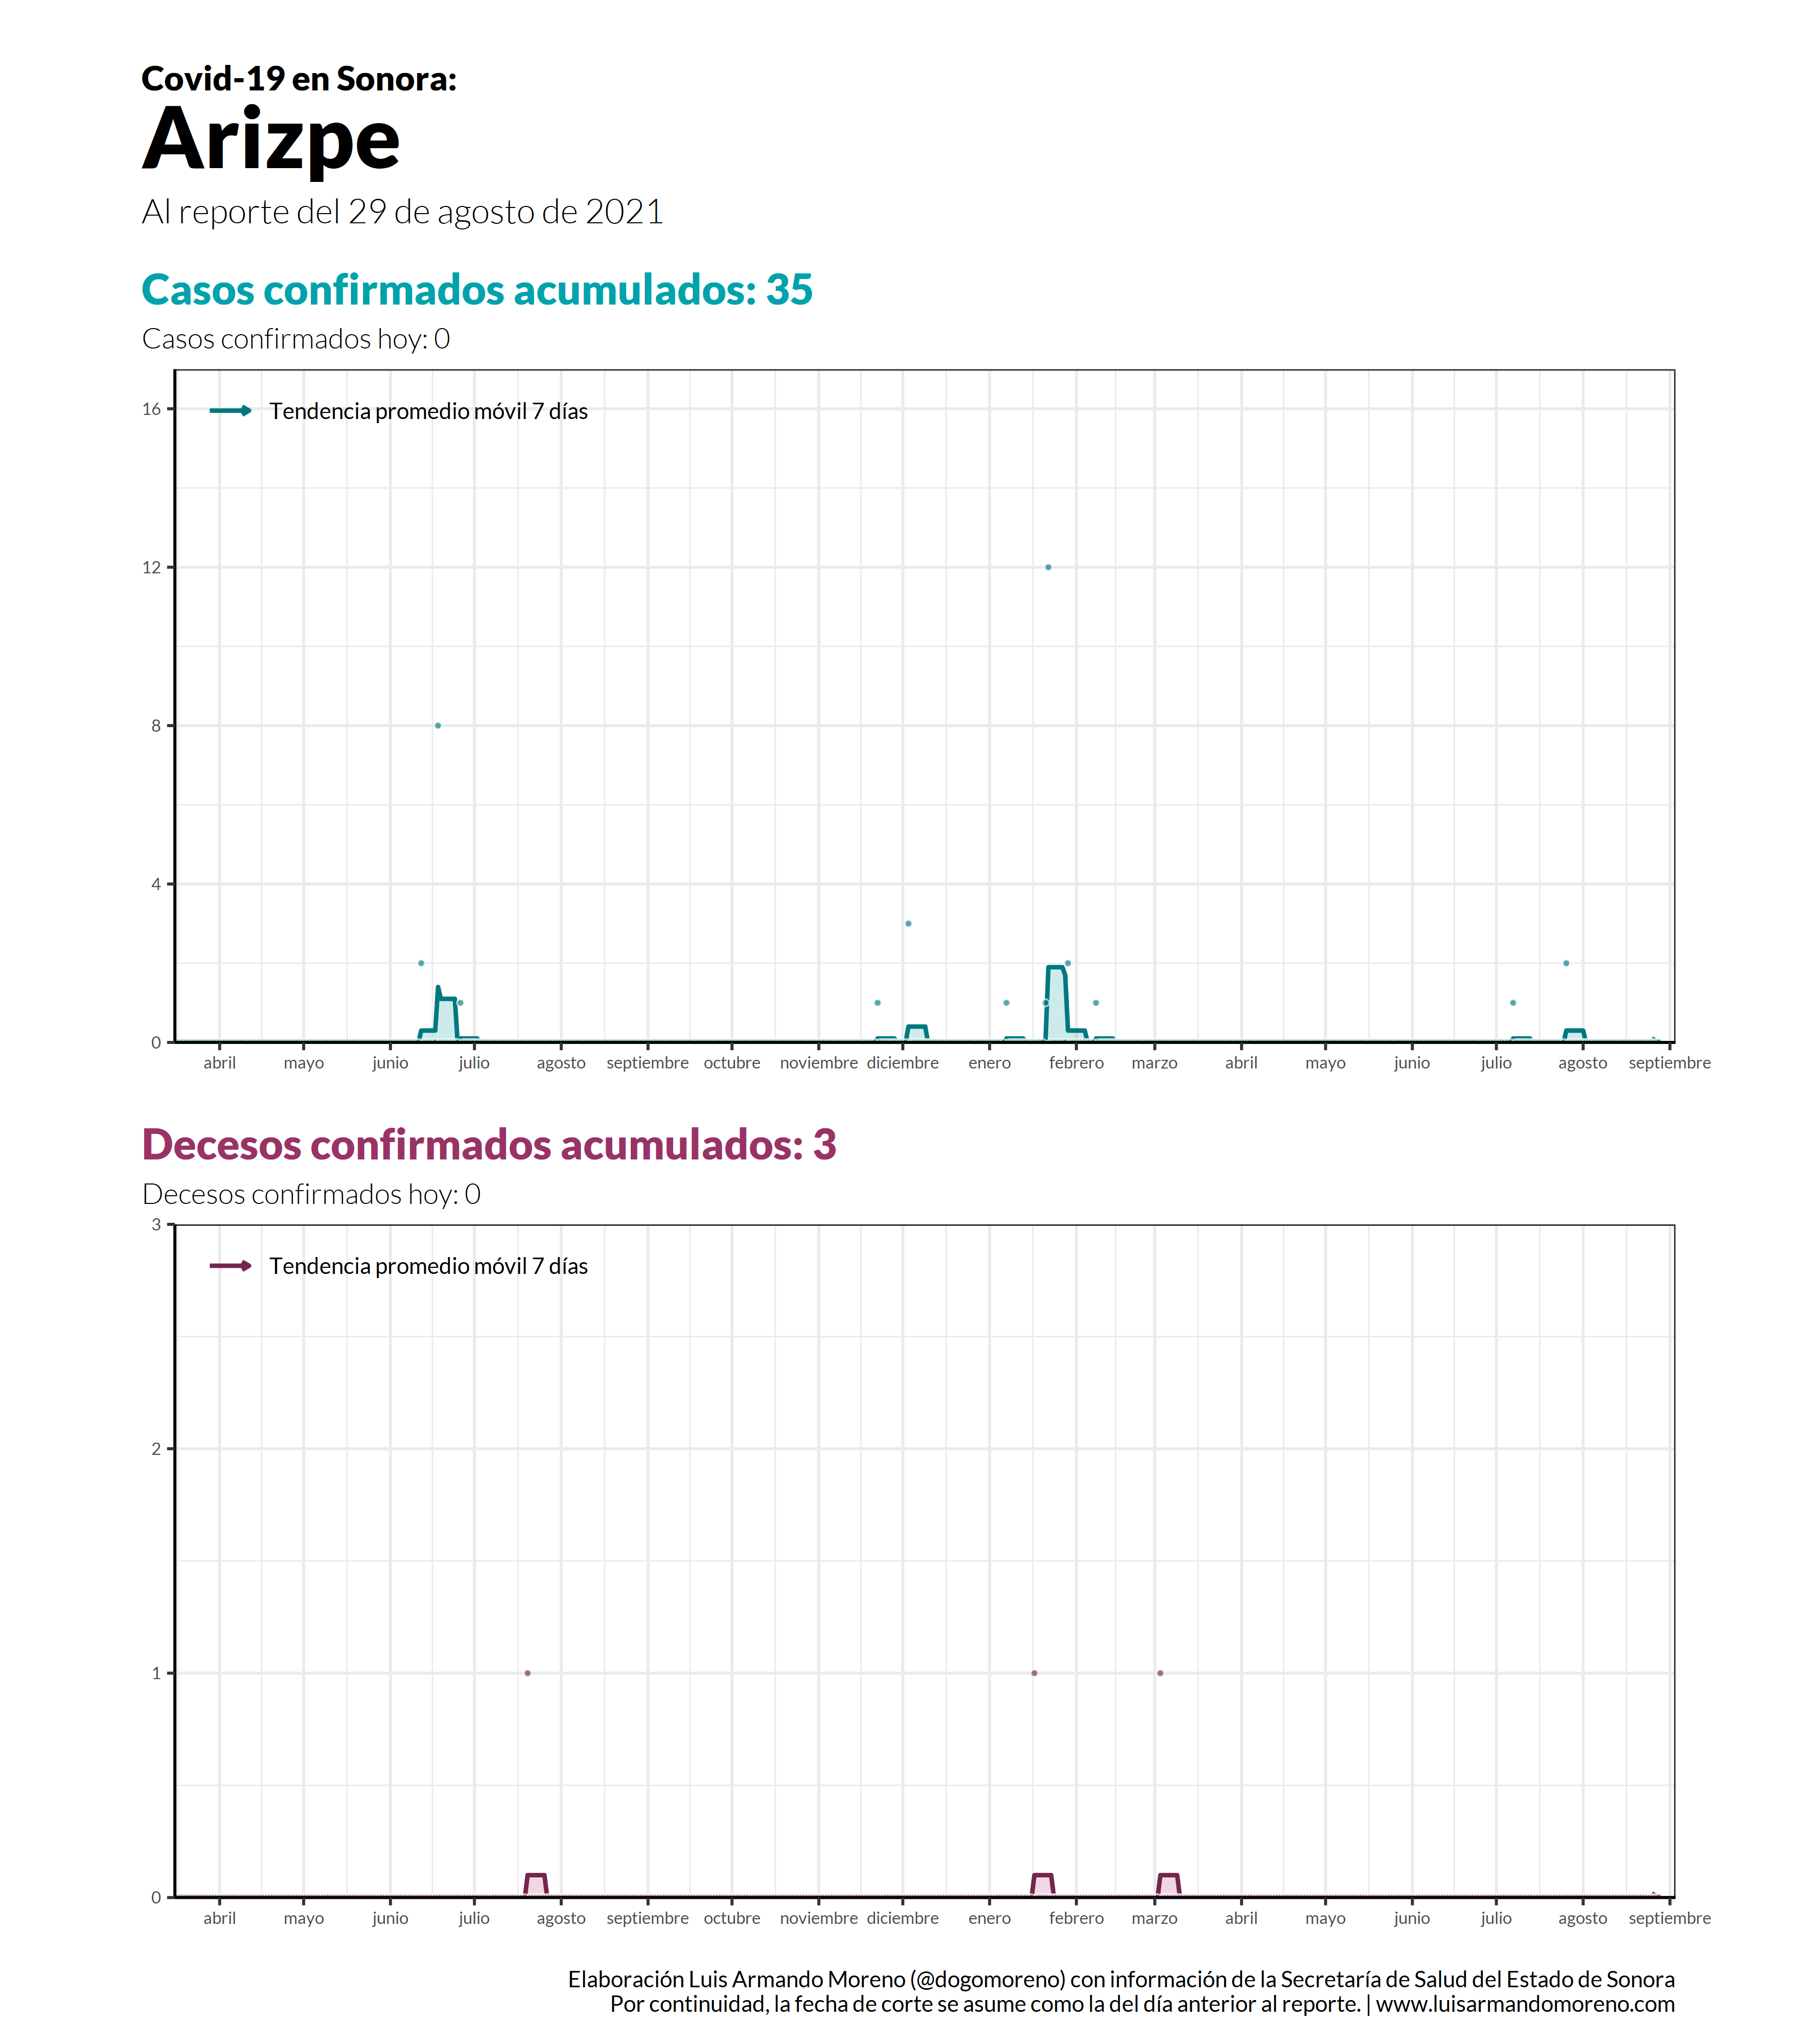 Covid-19 en Sonora:
Arizpe
Al reporte del 29 de agosto de 2021
Casos confirmados acumulados: 35
Casos confirmados hoy: 0
Tendencia promedio móvil 7 días
16
12
8
4
0
abril mayo junio julio agosto septiembre octubre noviembre diciembre enero febrero marzo abril mayo junio julio agosto septiembre
Decesos confirmados acumulados: 3
Decesos confirmados hoy: 0
3
Tendencia promedio móvil 7 días
2
1
0
abril mayo junio julio agosto septiembre octubre noviembre diciembre enero febrero marzo abril mayo junio julio agosto septiembre
Elaboración Luis Armando Moreno (@dogomoreno) con información de la Secretaría de Salud del Estado de Sonora
Por continuidad, la fecha de corte se asume como la del día anterior al reporte. | www.luisarmandomoreno.com